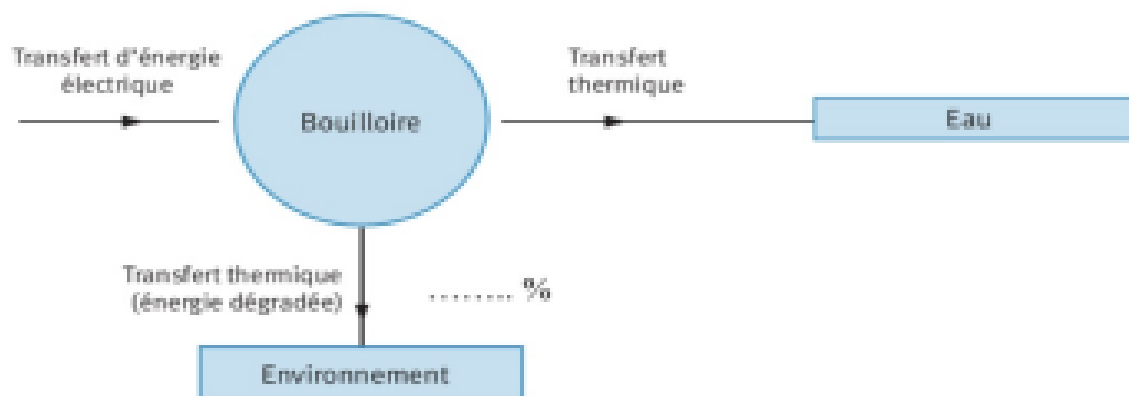 Transfert d'énergie
électrique
Bouilloire
Transfert
thermique
Eau
Transfert thermique
(énergie dégradée)
........ %
Environnement